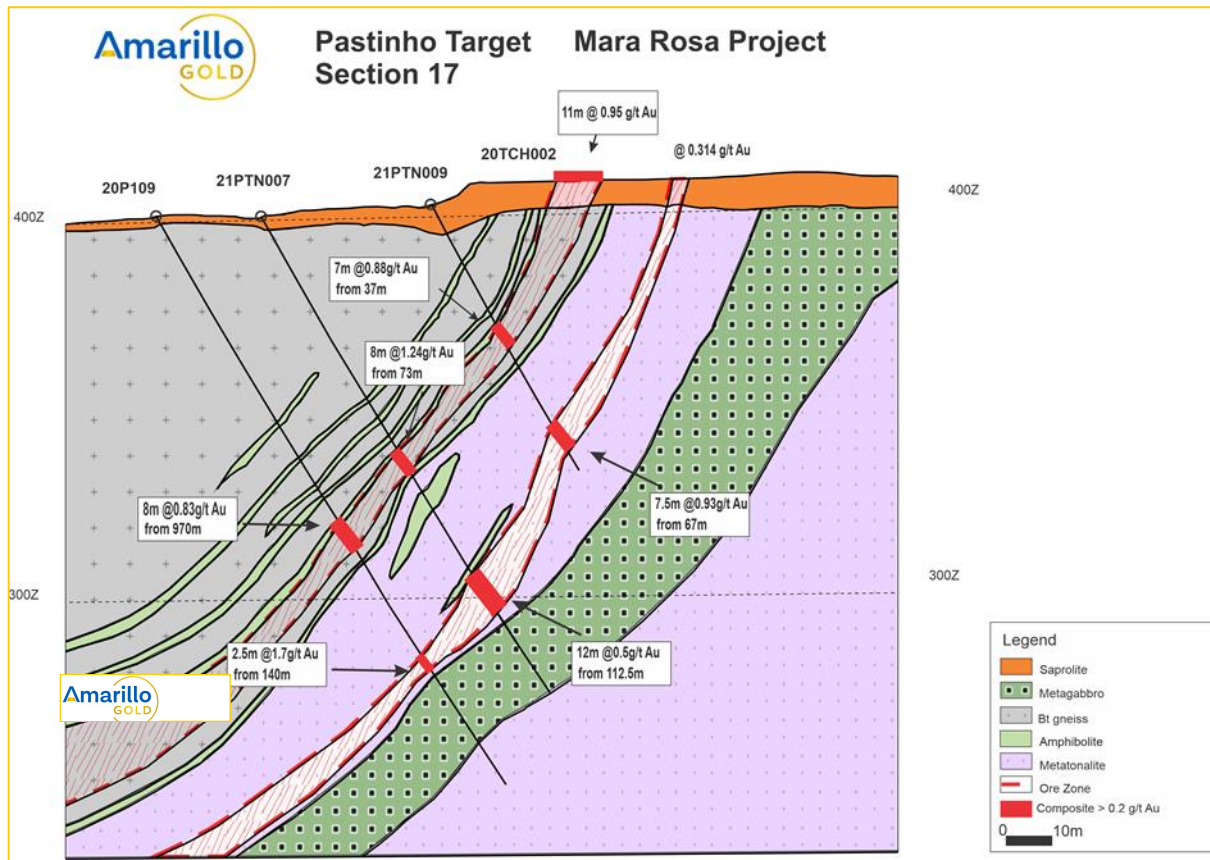 Amarillo
GOLD
Pastinho Target Mara Rosa Project
Section 17
11m @ 0.95 g/t Au
20TCH002
@ 0.314 g/t Au
20P109
21PTN007
21PTN009
400Z
400Z
7m @0.88g/t Au
from 37m
8m @1.24g/t Au
from 73m
8m @0.83g/t Au
from 970m
7.5m @0.93g/t Au
from 67m
300Z
300Z
2.5m @1.7g/t Au
from 140m
12m @0.5g/t Au
from 112.5m
Amarillo
GOLD
Legend
Saprolite
Metagabbro
Bt gneiss
Amphibolite
Metatonalite
Ore Zone
Composite > 0.2 g/t Au
0 10m